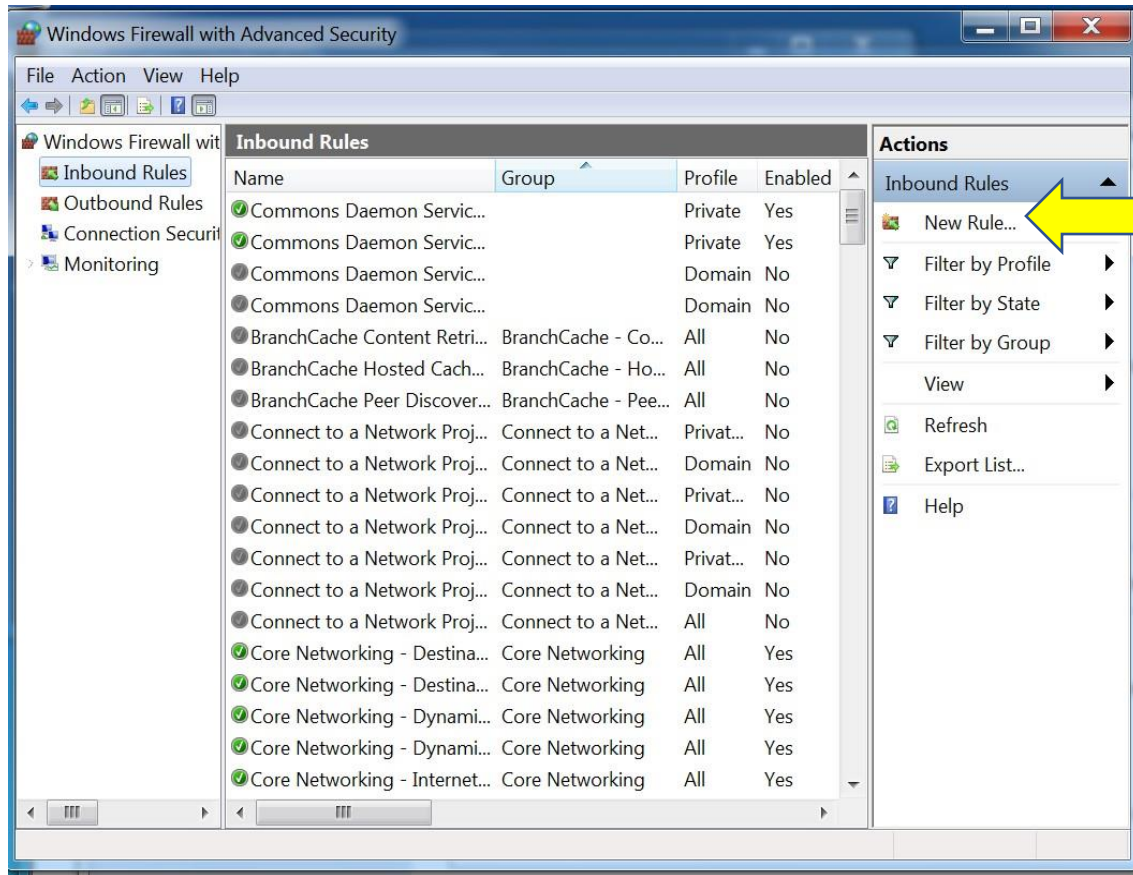 Windows Firewall with Advanced Security
File Action View Help
Windows Firewall wit
Inbound Rules
Outbound Rules
Connection Securit
Monitoring
Inbound Rules
Name Group Profile Enabled
Commons Daemon Servic... Private Yes
Commons Daemon Servic... Private Yes
Commons Daemon Servic... Domain No
Commons Daemon Servic... Domain No
BranchCache Content Retri... BranchCache - Co... All No
BranchCache Hosted Cach... BranchCache - Ho... All No
BranchCache Peer Discover... BranchCache - Pee... All No
Connect to a Network Proj... Connect to a Net... Privat... No
Connect to a Network Proj... Connect to a Net... Domain No
Connect to a Network Proj... Connect to a Net... Privat... No
Connect to a Network Proj... Connect to a Net... Domain No
Connect to a Network Proj... Connect to a Net... Privat... No
Connect to a Network Proj... Connect to a Net... Domain No
Connect to a Network Proj... Connect to a Net... All No
Core Networking - Destina... Core Networking All Yes
Core Networking - Destina... Core Networking All Yes
Core Networking - Dynami... Core Networking All Yes
Core Networking - Dynami... Core Networking All Yes
Core Networking - Internet... Core Networking All Yes
Actions
Inbound Rules
New Rule...
Filter by Profile
Filter by State
Filter by Group
View
Refresh
Export List...
Help